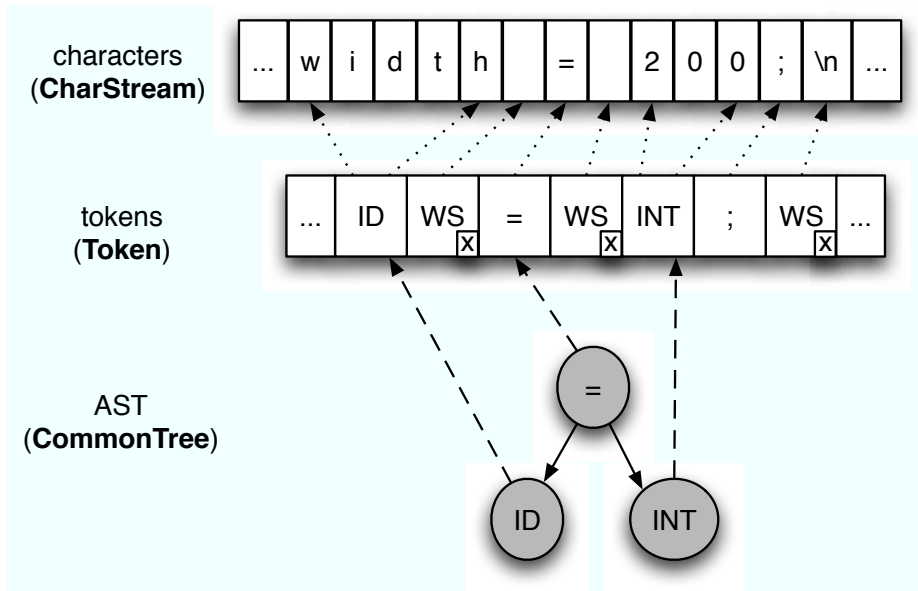 characters
(CharStream)
... w i d t h = 2 0 0 ; \n ...
tokens
(Token)
... ID WS = WS INT ; WS ...
x x x
AST
(CommonTree)
=
ID INT